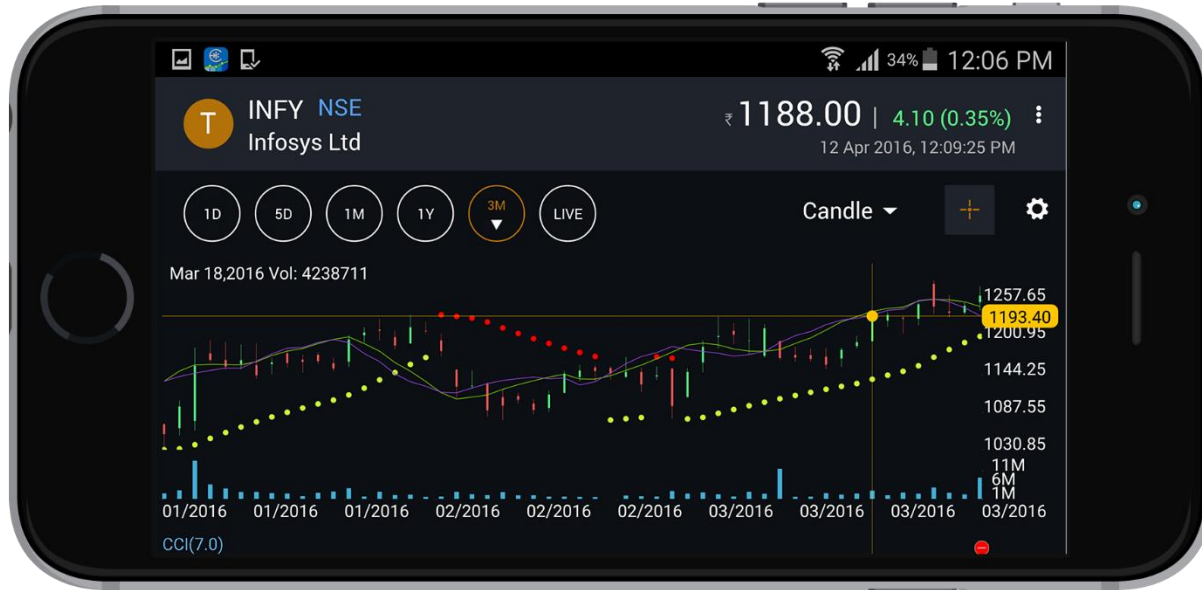 34% 12:06 PM
T INFY NSE ₹ 1188.00 | 4.10 (0.35%)
Infosys Ltd 12 Apr 2016, 12:09:25 PM
1D 5D 1M 1Y 3M LIVE Candle
Mar 18,2016 Vol: 4238711
1257.65
1193.40
1200.95
1144.25
1087.55
1030.85
11M
6M
1M
01/2016 01/2016 01/2016 02/2016 02/2016 02/2016 03/2016 03/2016 03/2016 03/2016
CCI(7.0)